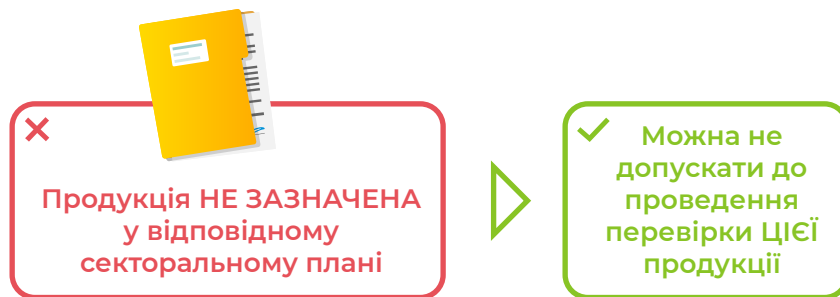 Продукція НЕ ЗАЗНАЧЕНА
у відповідному
секторальному плані
Можна не
допускати до
проведення
перевірки ЦІЄЇ
продукції